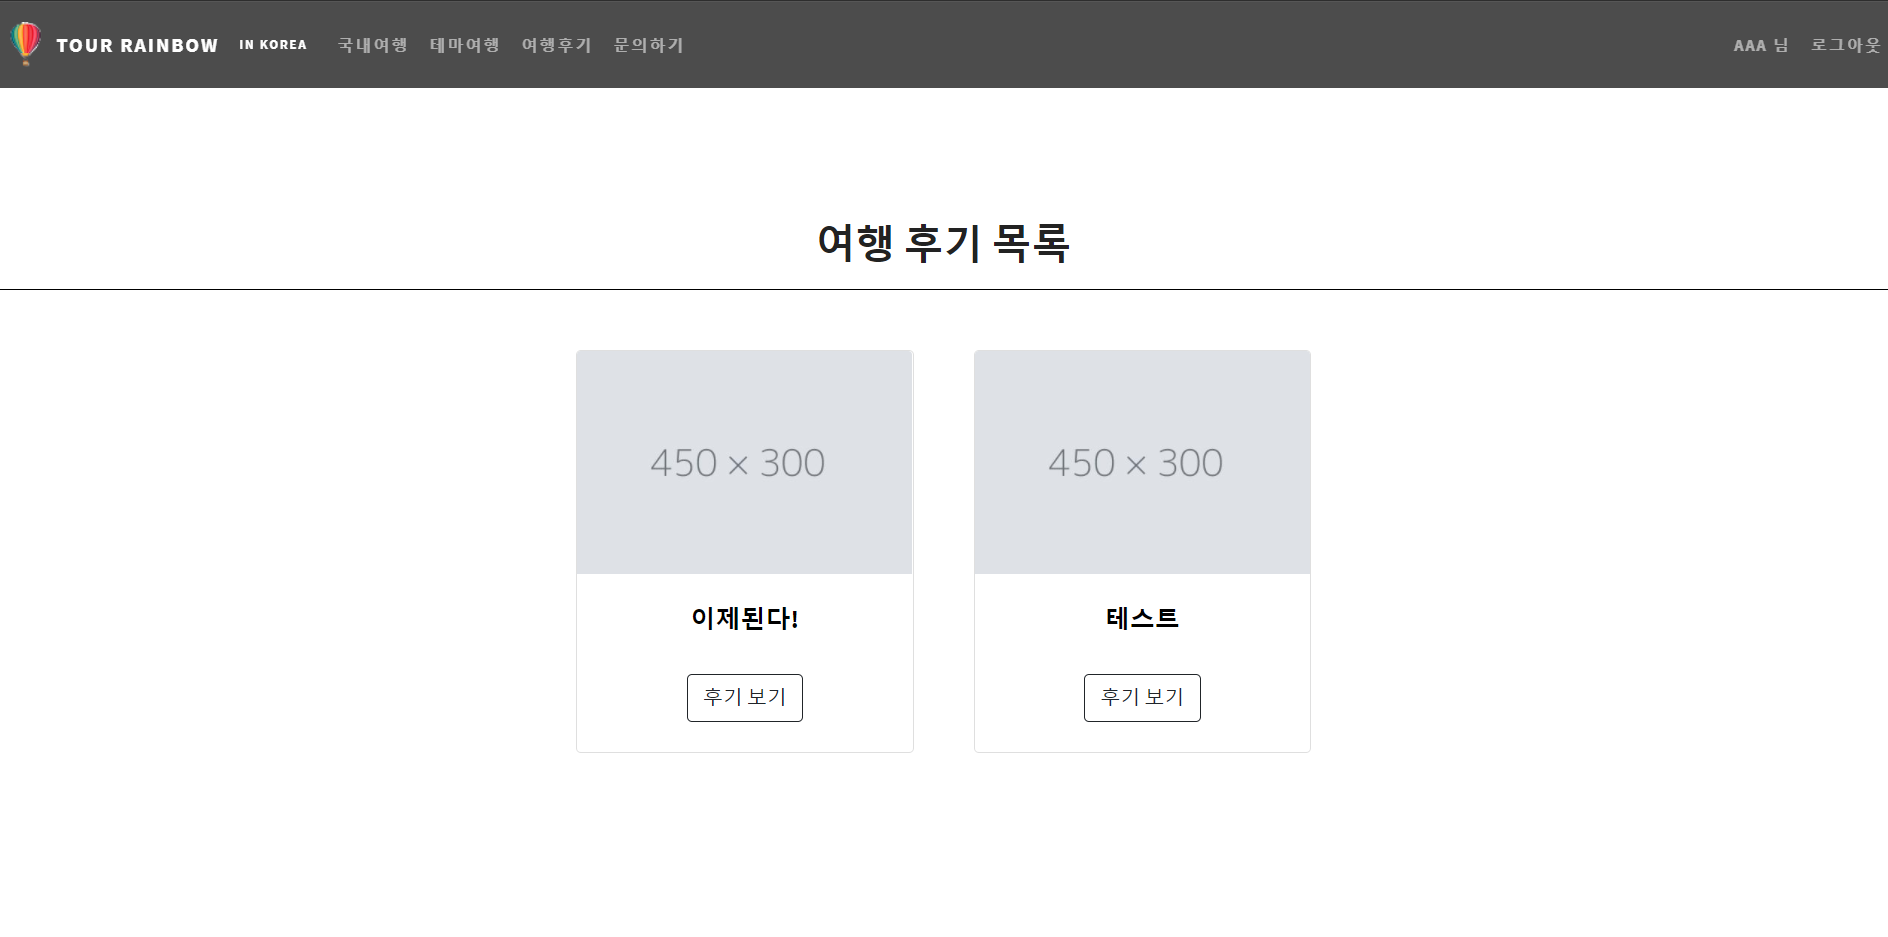 TOUR RAINBOW IN KOREA 국내여행 테마여행 여행후기 문의하기 AAA 님 로그아웃
여행 후기 목록
450 × 300 450 × 300
이제된다! 테스트
후기 보기 후기 보기